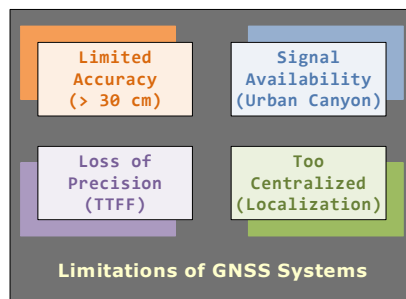 Limited
Accuracy
(> 30 cm)
Signal
Availability
(Urban Canyon)
Loss of
Precision
(TTFF)
Too
Centralized
(Localization)
Limitations of GNSS Systems